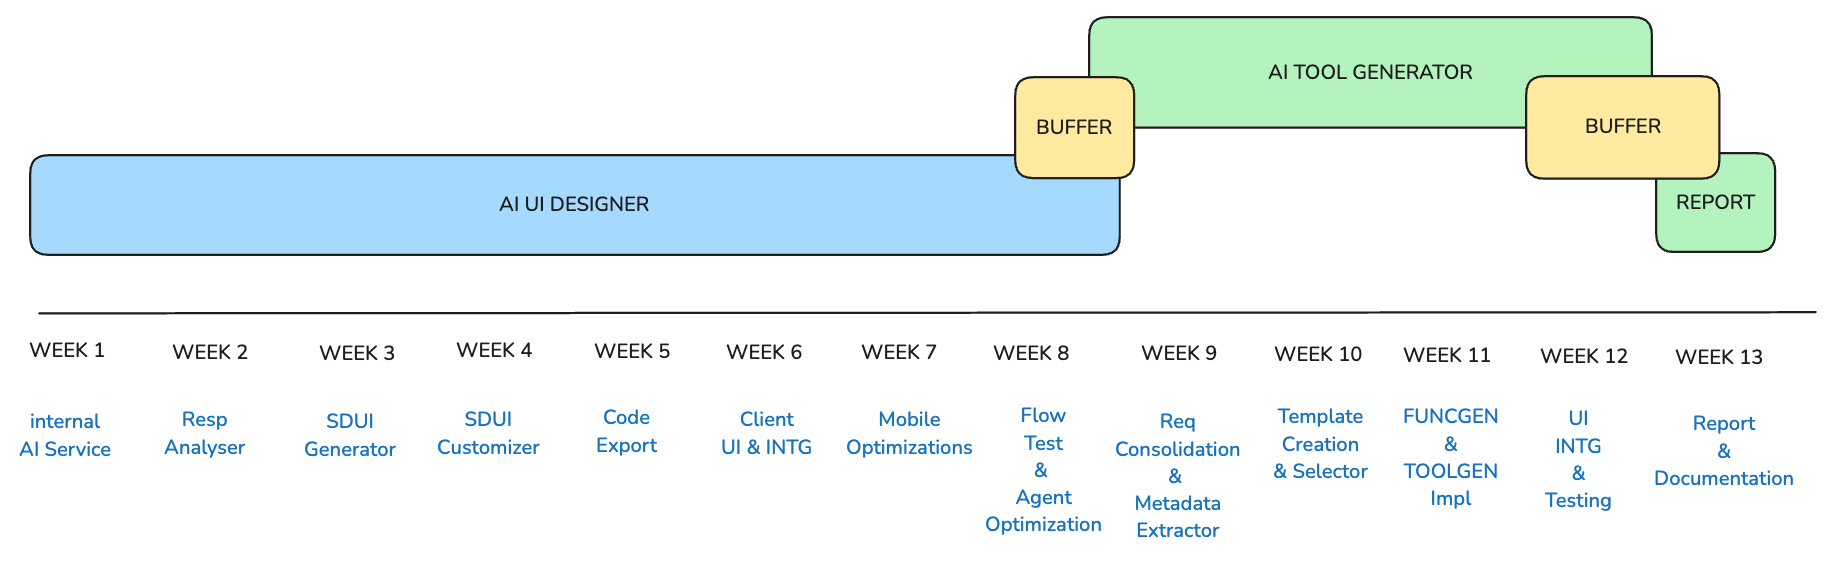 AI TOOL GENERATOR
BUFFER
BUFFER
AI UI DESIGNER
REPORT
WEEK 1
WEEK 2
WEEK 3
WEEK 4
WEEK 5
WEEK 6
WEEK 7
WEEK 8
WEEK 9
WEEK 10
WEEK 11
WEEK 12
WEEK 13
internal
AI Service
Resp
Analyser
SDUI
Generator
SDUI
Customizer
Code
Export
Client
UI & INTG
Mobile
Optimizations
Flow
Test
&
Agent
Optimization
Req
Consolidation
&
Metadata
Extractor
Template
Creation
& Selector
FUNCGEN
&
TOOLGEN
Impl
UI
INTG
&
Testing
Report
&
Documentation